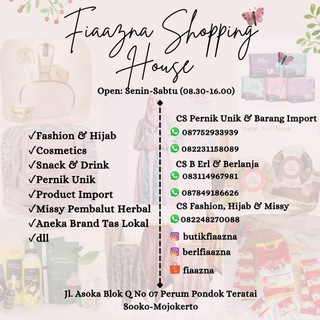 Fiaazna Shopping
House
Open: Senin-Sabtu (08.30-16.00)
✓Fashion & Hijab
✓Cosmetics
✓Snack & Drink
✓Pernik Unik
✓Product Import
✓Missy Pembalut Herbal
✓Aneka Brand Tas Lokal
✓dll
CS Pernik Unik & Barang Import
087752933939
082231158089
CS B Erl & Berlanja
083114967981
087849186626
CS Fashion, Hijab & Missy
082248270088
butikfiaazna
berlfiaazna
fiaazna
Jl. Asoka Blok Q No 07 Perum Pondok Teratai
Sooko-Mojokerto